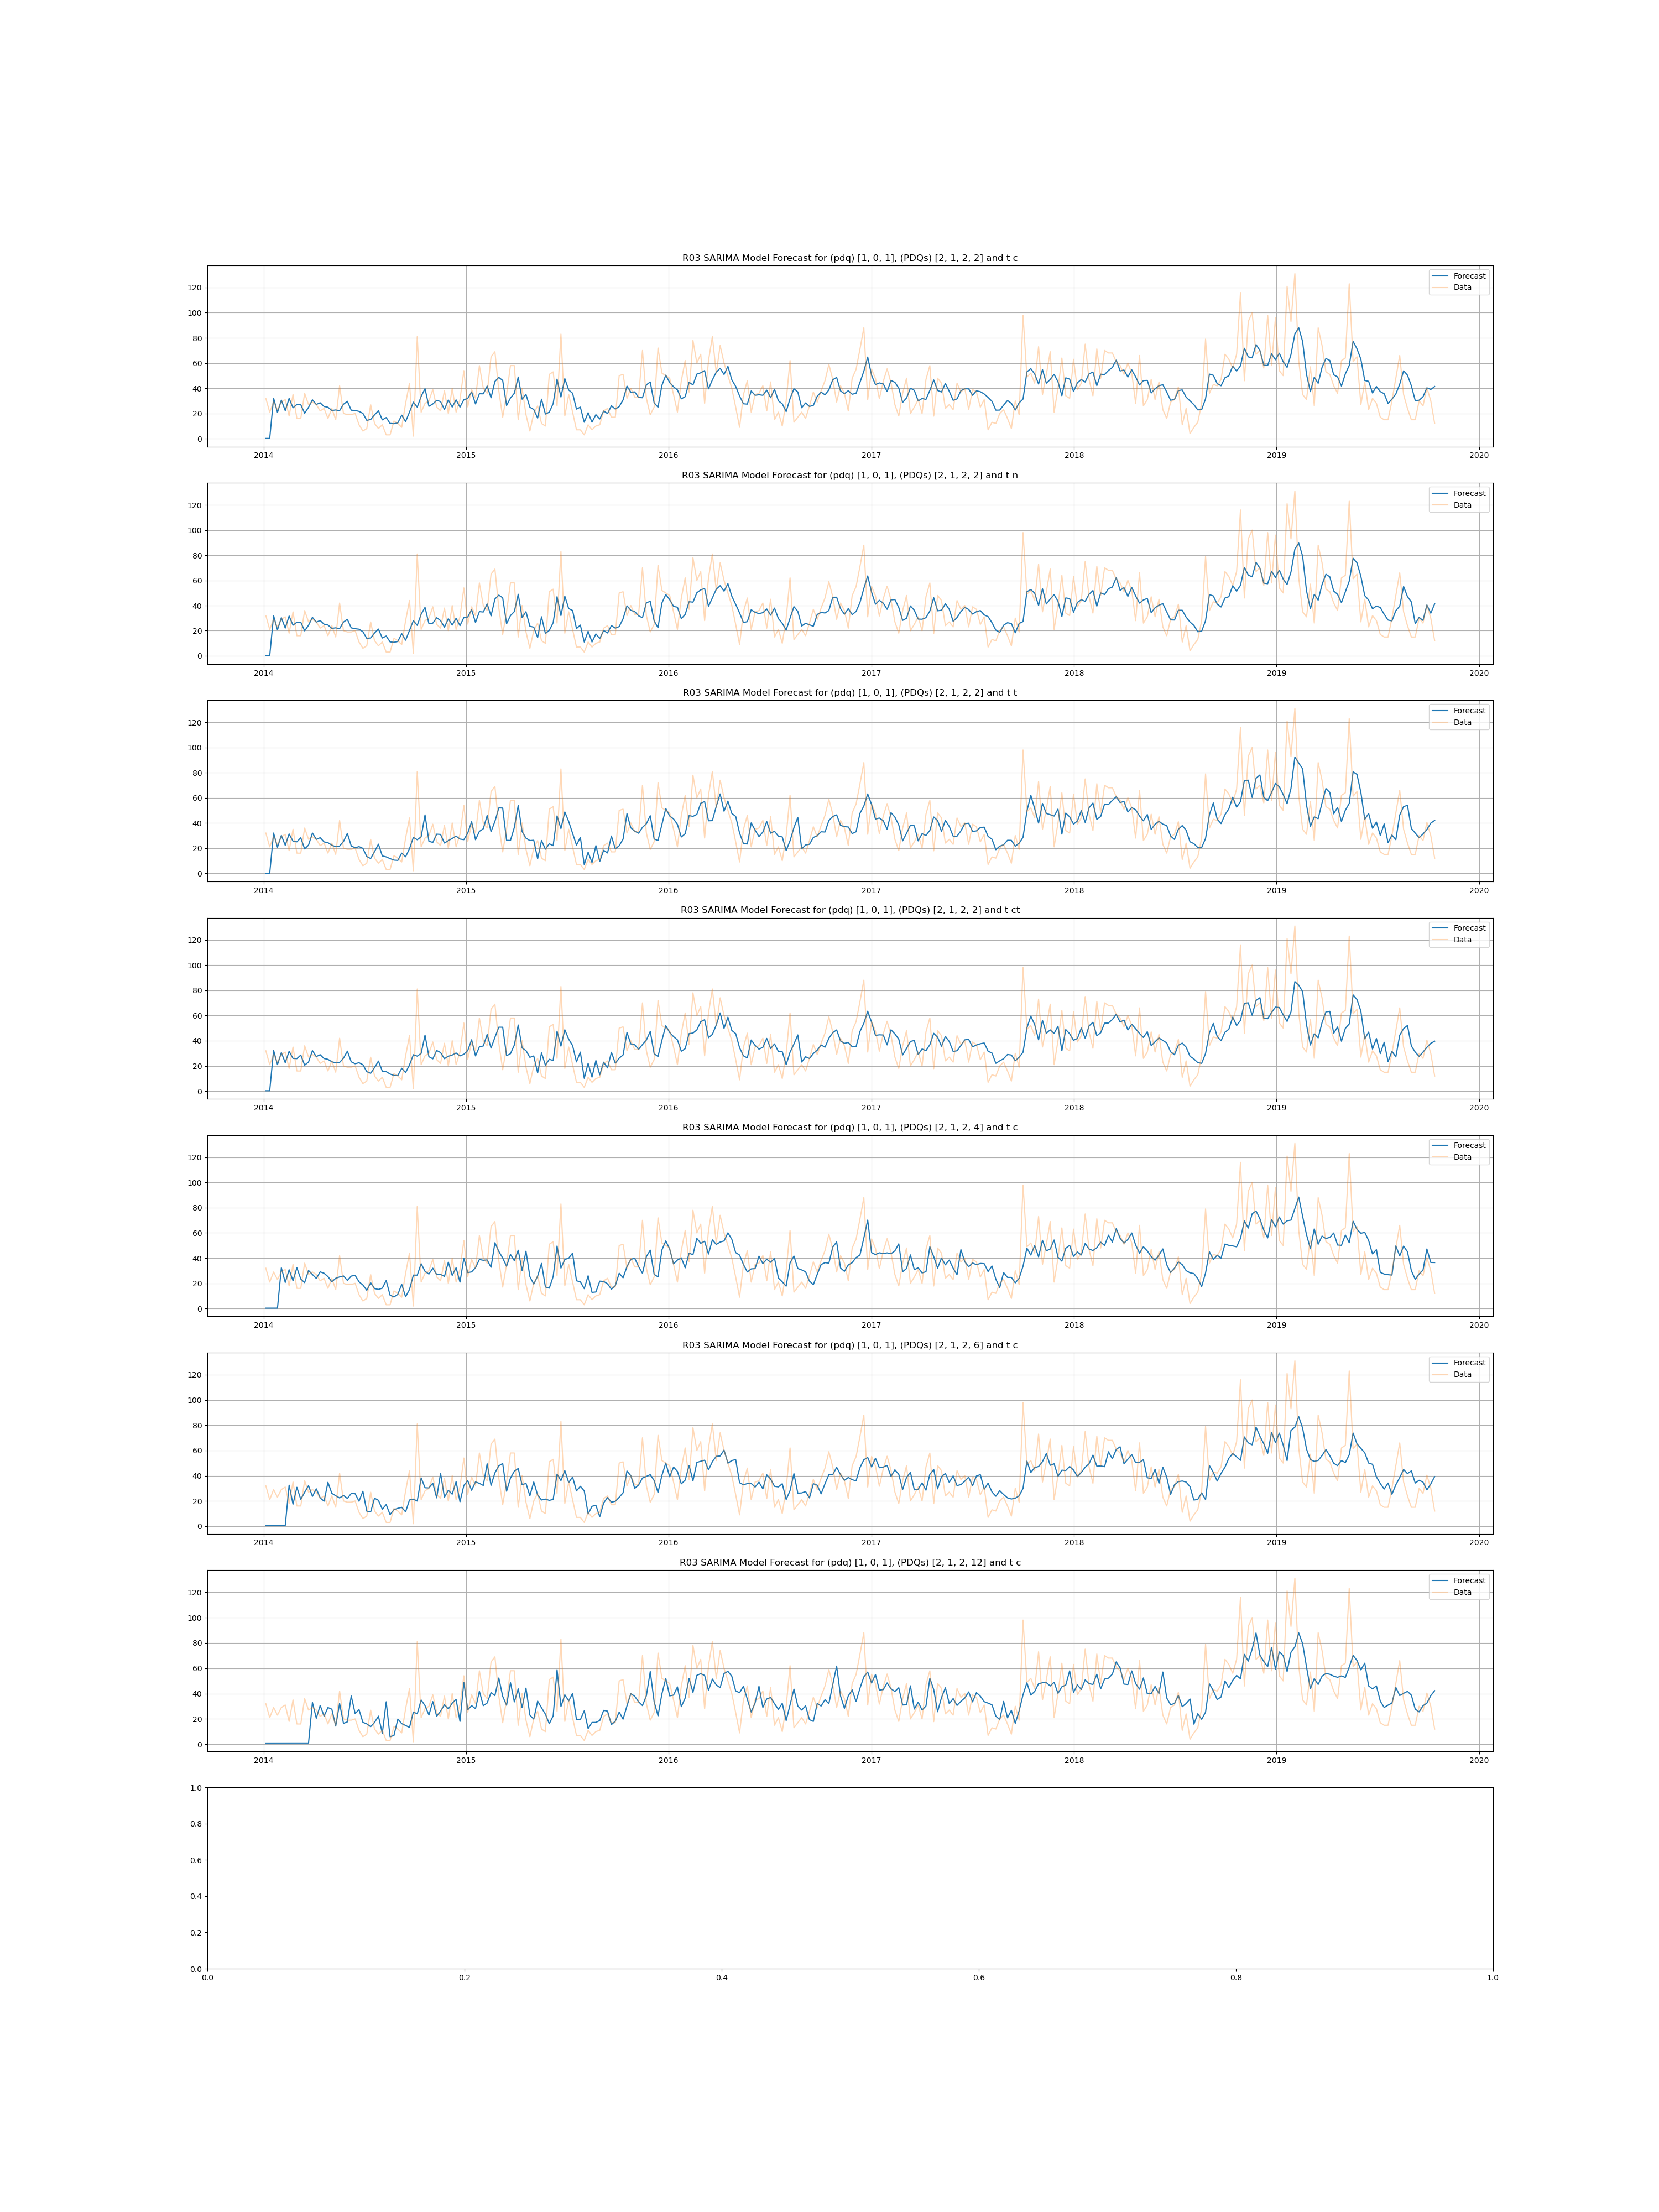 R03 SARIMA Model Forecast for (pdq) [1, 0, 1], (PDQs) [2, 1, 2, 2] and t c
Forecast
Data
120
100
80
60
40
20
0
2014 2015 2016 2017 2018 2019 2020
R03 SARIMA Model Forecast for (pdq) [1, 0, 1], (PDQs) [2, 1, 2, 2] and t n
Forecast
Data
120
100
80
60
40
20
0
2014 2015 2016 2017 2018 2019 2020
R03 SARIMA Model Forecast for (pdq) [1, 0, 1], (PDQs) [2, 1, 2, 2] and t t
Forecast
Data
120
100
80
60
40
20
0
2014 2015 2016 2017 2018 2019 2020
R03 SARIMA Model Forecast for (pdq) [1, 0, 1], (PDQs) [2, 1, 2, 2] and t ct
Forecast
Data
120
100
80
60
40
20
0
2014 2015 2016 2017 2018 2019 2020
R03 SARIMA Model Forecast for (pdq) [1, 0, 1], (PDQs) [2, 1, 2, 4] and t c
Forecast
Data
120
100
80
60
40
20
0
2014 2015 2016 2017 2018 2019 2020
R03 SARIMA Model Forecast for (pdq) [1, 0, 1], (PDQs) [2, 1, 2, 6] and t c
Forecast
Data
120
100
80
60
40
20
0
2014 2015 2016 2017 2018 2019 2020
R03 SARIMA Model Forecast for (pdq) [1, 0, 1], (PDQs) [2, 1, 2, 12] and t c
Forecast
Data
120
100
80
60
40
20
0
2014 2015 2016 2017 2018 2019 2020
1.0
0.8
0.6
0.4
0.2
0.0
0.0 0.2 0.4 0.6 0.8 1.0